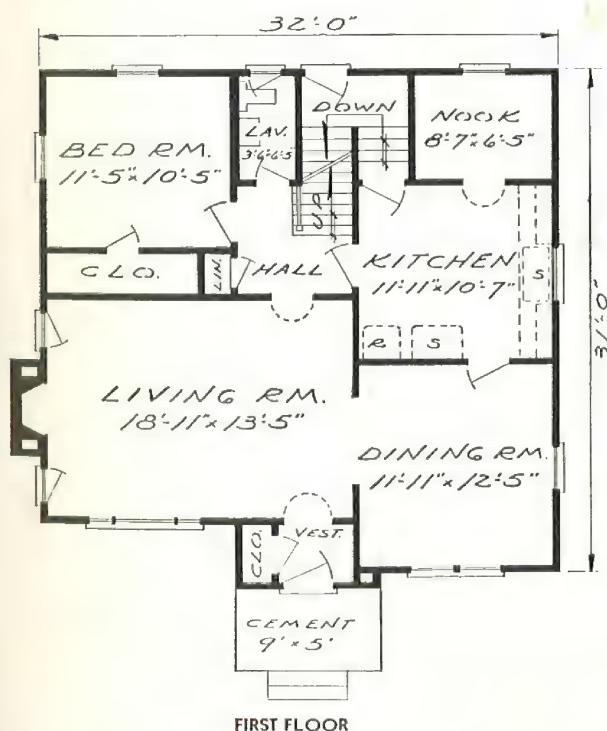 32'-0"
DOWN
NOOK
8'-7"x6'-5"
LAV.
3'-6"x6'-5"
BED RM.
11'-5"x10'-5"
UP
CLO.
LIN.
HALL
KITCHEN
11'-11"x10'-7"
S
31'-0"
R
S
LIVING RM.
18'-11"x13'-5"
DINING RM.
11'-11"x12'-5"
CLO.
VEST.
CEMENT
9'x5'
FIRST FLOOR